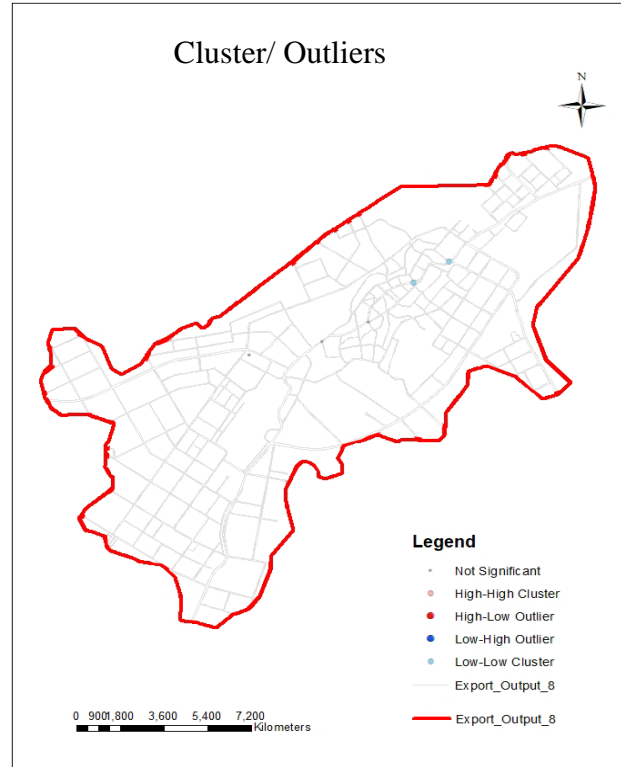 Cluster/ Outliers
N
Legend
Not Significant
High-High Cluster
High-Low Outlier
Low-High Outlier
Low-Low Cluster
Export_Output_8
Export_Output_8
0 9001,800 3,600 5,400 7,200
Kilometers